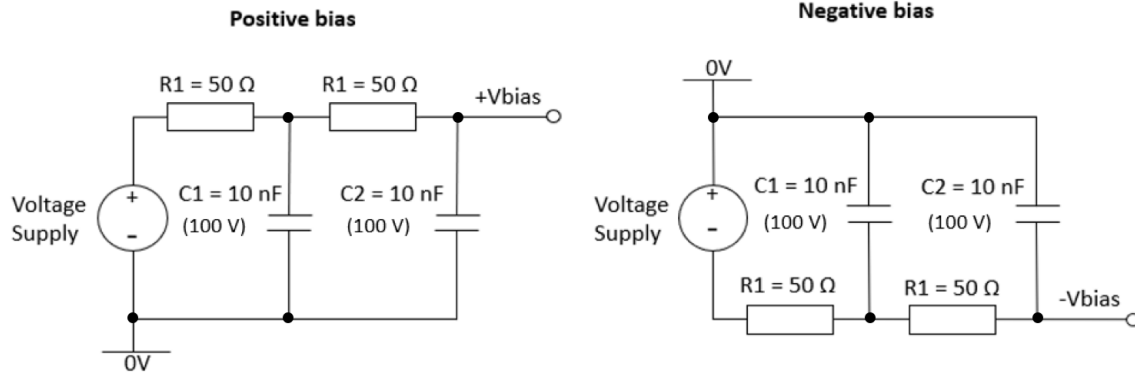 Positive bias
R1 = 50 Ω
R1 = 50 Ω
+Vbias
Voltage
Supply
+
-
C1 = 10 nF
(100 V)
C2 = 10 nF
(100 V)
0V
Negative bias
0V
Voltage
Supply
+
-
C1 = 10 nF
(100 V)
C2 = 10 nF
(100 V)
R1 = 50 Ω
R1 = 50 Ω
-Vbias